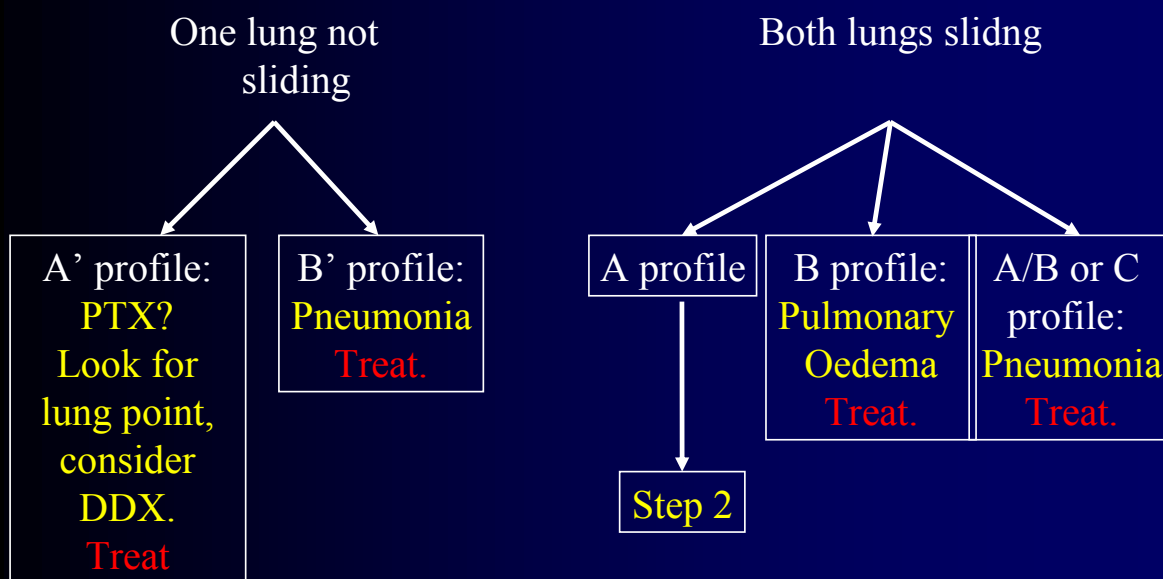 One lung not
sliding
Both lungs slidng
A’ profile:
PTX?
Look for
lung point,
consider
DDX.
Treat
B’ profile:
Pneumonia
Treat.
A profile
Step 2
B profile:
Pulmonary
Oedema
Treat.
A/B or C
profile:
Pneumonia
Treat.